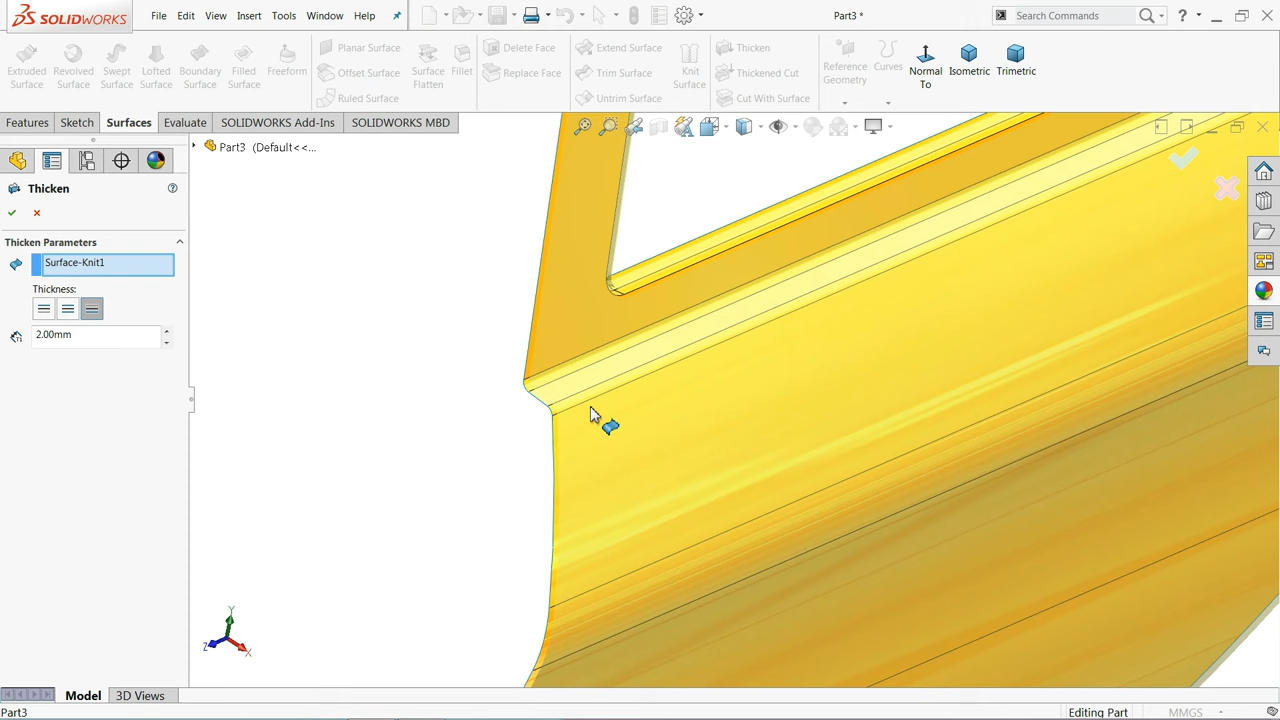 SOLIDWORKS File Edit View Insert Tools Window Help Part3 * Search Commands ?
Extruded Surface
Revolved Surface
Swept Surface
Lofted Surface
Boundary Surface
Filled Surface
Freeform
Planar Surface
Offset Surface
Ruled Surface
Surface Flatten
Fillet
Delete Face
Replace Face
Extend Surface
Trim Surface
Untrim Surface
Knit Surface
Thicken
Thickened Cut
Cut With Surface
Reference Geometry
Curves
Normal To
Isometric
Trimetric
Features Sketch Surfaces Evaluate SOLIDWORKS Add-Ins SOLIDWORKS MBD
Part3 (Default<<...
Thicken
Thicken Parameters
Surface-Knit1
Thickness:
2.00mm
Y
Z
X
Model 3D Views
Part3 Editing Part MMGS